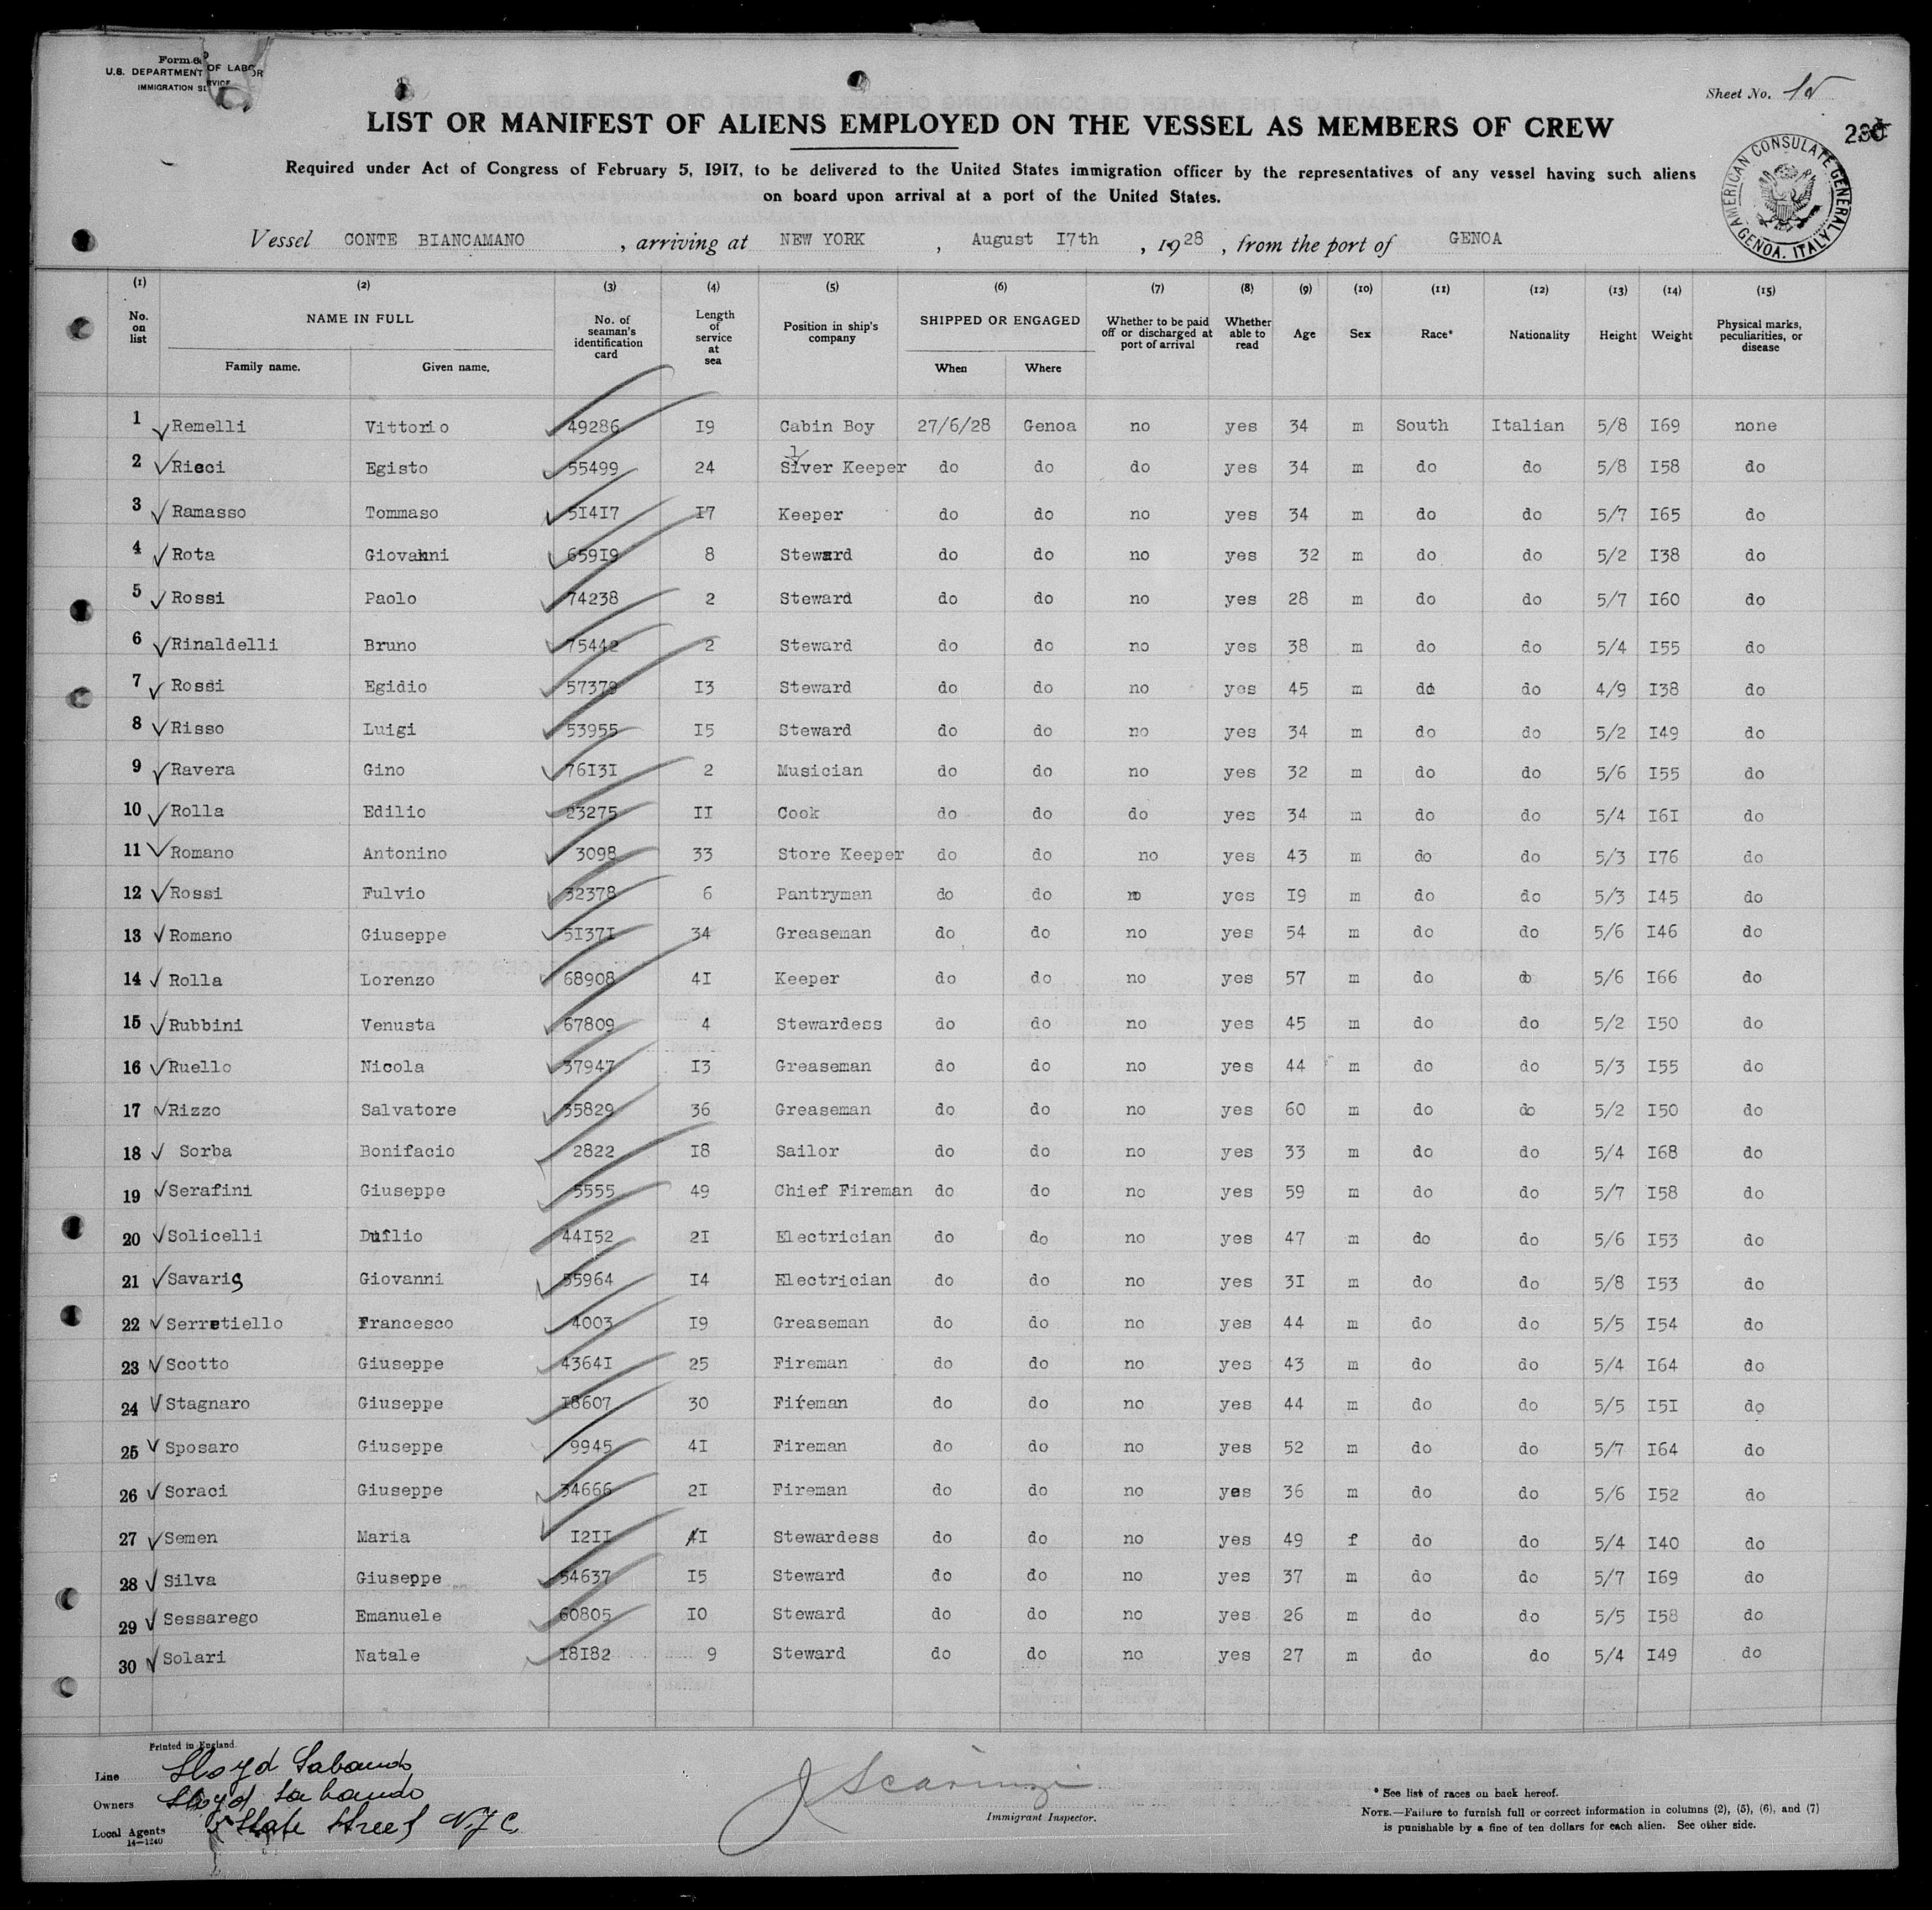 Form 6
U.S. DEPARTMENT OF LABOR
IMMIGRATION SERVICE
Sheet No.
LIST OR MANIFEST OF ALIENS EMPLOYED ON THE VESSEL AS MEMBERS OF CREW
Required under Act of Congress of February 5, 1917, to be delivered to the United States immigration officer by the representatives of any vessel having such aliens
on board upon arrival at a port of the United States.
AMERICAN CONSULATE GENERAL GENOA, ITALY
Vessel CONTE BIANCAMANO, arriving at NEW YORK, August I7th, 1928, from the port of GENOA
(1) (2) (3) (4) (5) (6) (7) (8) (9) (10) (11) (12) (13) (14) (15)
No. on list NAME IN FULL Family name. Given name. No. of seaman's identification card Length of service at sea Position in ship's company SHIPPED OR ENGAGED When Where Whether to be paid off or discharged at port of arrival Whether able to read Age Sex Race* Nationality Height Weight Physical marks, peculiarities, or disease
1 Remelli Vittorio 49286 I9 Cabin Boy 27/6/28 Genoa no yes 34 m South Italian 5/8 I69 none
2 Ricci Egisto 55499 24 Silver Keeper do do do yes 34 m do do 5/8 I58 do
3 Ramasso Tommaso 5I4I7 I7 Keeper do do no yes 34 m do do 5/7 I65 do
4 Rota Giovanni 659I9 8 Steward do do no yes 32 m do do 5/2 I38 do
5 Rossi Paolo 74238 2 Steward do do no yes 28 m do do 5/7 I60 do
6 Rinaldelli Bruno 75442 2 Steward do do no yes 38 m do do 5/4 I55 do
7 Rossi Egidio 57379 I3 Steward do do no yes 45 m do do 4/9 I38 do
8 Risso Luigi 53955 I5 Steward do do no yes 34 m do do 5/2 I49 do
9 Ravera Gino 76I3I 2 Musician do do no yes 32 m do do 5/6 I55 do
10 Rolla Edilio 23275 II Cook do do do yes 34 m do do 5/4 I6I do
11 Romano Antonino 3098 33 Store Keeper do do no yes 43 m do do 5/3 I76 do
12 Rossi Fulvio 32378 6 Pantryman do do no yes I9 m do do 5/3 I45 do
13 Romano Giuseppe 5I37I 34 Greaseman do do no yes 54 m do do 5/6 I46 do
14 Rolla Lorenzo 68908 4I Keeper do do no yes 57 m do do 5/6 I66 do
15 Rubbini Venusta 67809 4 Stewardess do do no yes 45 m do do 5/2 I50 do
16 Ruello Nicola 37947 I3 Greaseman do do no yes 44 m do do 5/3 I55 do
17 Rizzo Salvatore 35829 36 Greaseman do do no yes 60 m do do 5/2 I50 do
18 Sorba Bonifacio 2822 I8 Sailor do do no yes 33 m do do 5/4 I68 do
19 Serafini Giuseppe 5555 49 Chief Fireman do do no yes 59 m do do 5/7 I58 do
20 Solicelli Duilio 44I52 2I Electrician do do no yes 47 m do do 5/6 I53 do
21 Savaris Giovanni 55964 I4 Electrician do do no yes 3I m do do 5/8 I53 do
22 Serretiello Francesco 4003 I9 Greaseman do do no yes 44 m do do 5/5 I54 do
23 Scotto Giuseppe 4364I 25 Fireman do do no yes 43 m do do 5/4 I64 do
24 Stagnaro Giuseppe I8607 30 Fireman do do no yes 44 m do do 5/5 I5I do
25 Sposaro Giuseppe 9945 4I Fireman do do no yes 52 m do do 5/7 I64 do
26 Soraci Giuseppe 34666 2I Fireman do do no yes 36 m do do 5/6 I52 do
27 Semen Maria I2II I Stewardess do do no yes 49 f do do 5/4 I40 do
28 Silva Giuseppe 54637 I5 Steward do do no yes 37 m do do 5/7 I69 do
29 Sessarego Emanuele 60805 I0 Steward do do no yes 26 m do do 5/5 I58 do
30 Solari Natale I8I82 9 Steward do do no yes 27 m do do 5/4 I49 do
Printed in England.
Line Lloyd Sabaudo
Owners Lloyd Sabaudo
Local Agents State Street N.Y.C.
14—1240
J Scarinzi
Immigrant Inspector.
* See list of races on back hereof.
NOTE.—Failure to furnish full or correct information in columns (2), (5), (6), and (7)
is punishable by a fine of ten dollars for each alien. See other side.